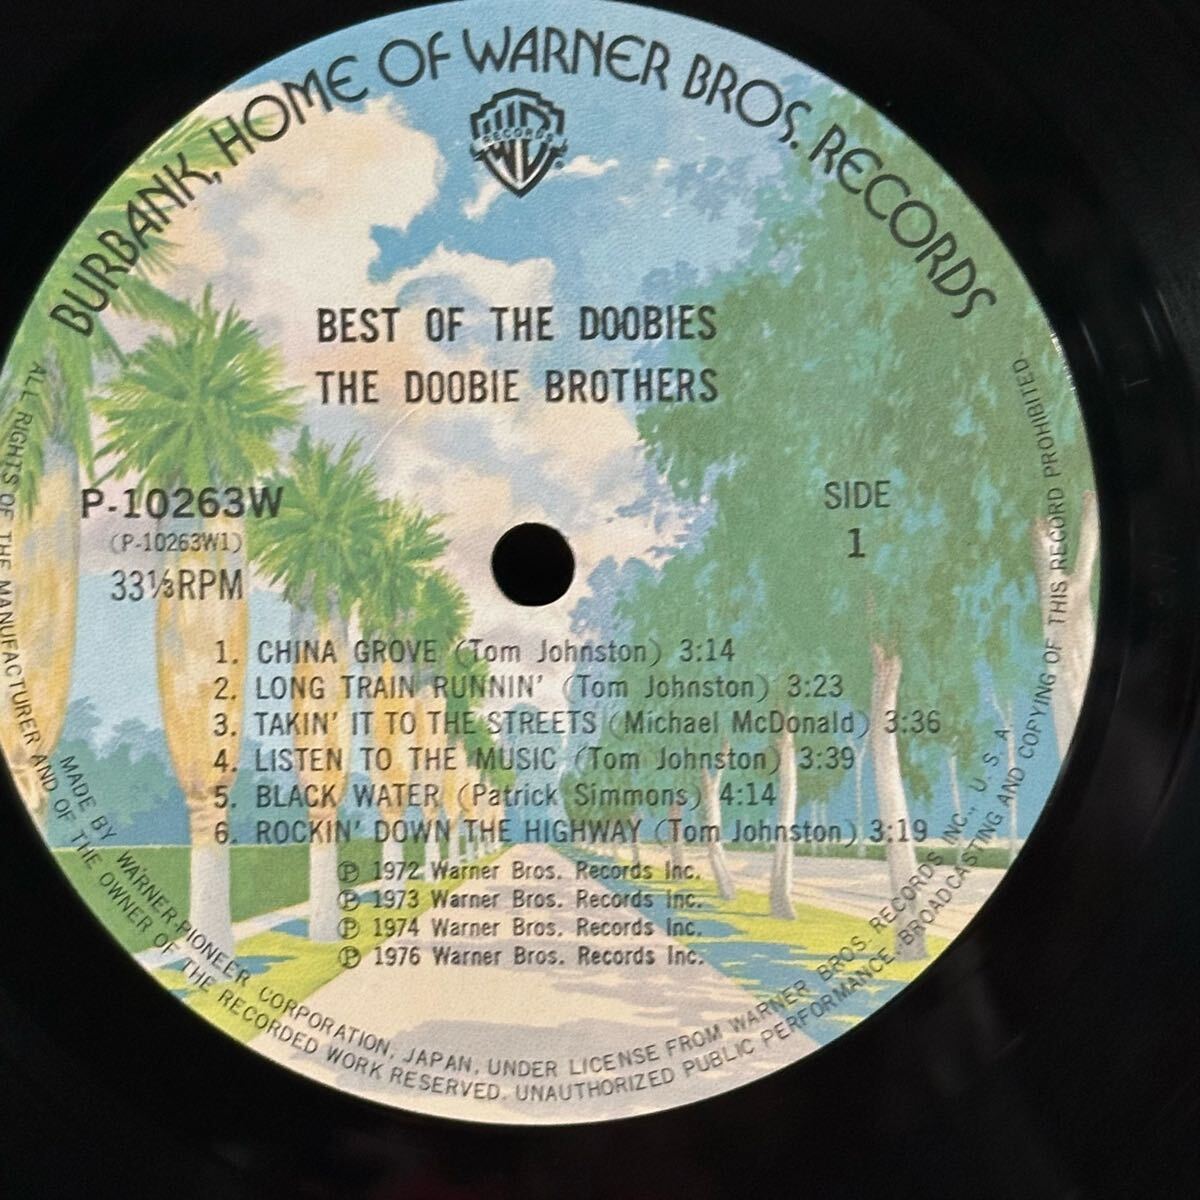 BURBANK, HOME OF WARNER BROS. RECORDS
RECORDS
BEST OF THE DOOBIES
THE DOOBIE BROTHERS
P-10263W
(P-10263W1)
33⅓RPM
SIDE
1
1. CHINA GROVE (Tom Johnston) 3:14
2. LONG TRAIN RUNNIN' (Tom Johnston) 3:23
3. TAKIN' IT TO THE STREETS (Michael McDonald) 3:36
4. LISTEN TO THE MUSIC (Tom Johnston) 3:39
5. BLACK WATER (Patrick Simmons) 4:14
6. ROCKIN' DOWN THE HIGHWAY (Tom Johnston) 3:19
Ⓟ 1972 Warner Bros. Records Inc.
Ⓟ 1973 Warner Bros. Records Inc.
Ⓟ 1974 Warner Bros. Records Inc.
Ⓟ 1976 Warner Bros. Records Inc.
MADE BY WARNER-PIONEER CORPORATION, JAPAN, UNDER LICENSE FROM WARNER BROS. RECORDS INC., U. S. A.
ALL RIGHTS OF THE MANUFACTURER AND OF THE OWNER OF THE RECORDED WORK RESERVED. UNAUTHORIZED PUBLIC PERFORMANCE, BROADCASTING AND COPYING OF THIS RECORD PROHIBITED